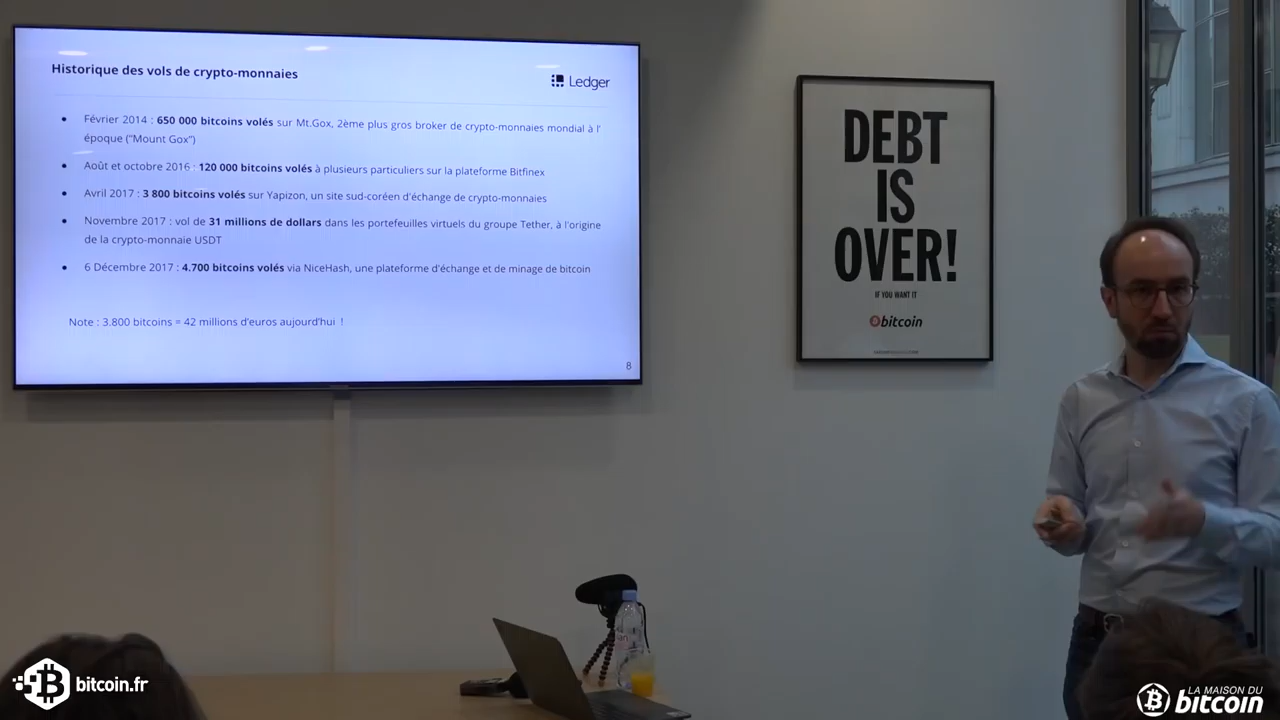 Historique des vols de crypto-monnaies
Ledger
Février 2014 : 650 000 bitcoins volés sur Mt.Gox, 2ème plus gros broker de crypto-monnaies mondial à l'
époque ("Mount Gox")
Août et octobre 2016 : 120 000 bitcoins volés à plusieurs particuliers sur la plateforme Bitfinex
Avril 2017 : 3 800 bitcoins volés sur Yapizon, un site sud-coréen d'échange de crypto-monnaies
Novembre 2017 : vol de 31 millions de dollars dans les portefeuilles virtuels du groupe Tether, à l'origine
de la crypto-monnaie USDT
6 Décembre 2017 : 4.700 bitcoins volés via NiceHash, une plateforme d'échange et de minage de bitcoin
Note : 3.800 bitcoins = 42 millions d'euros aujourd'hui !
8
DEBT
IS
OVER!
IF YOU WANT IT
bitcoin
bitcoin.fr
LA MAISON DU
bitcoin